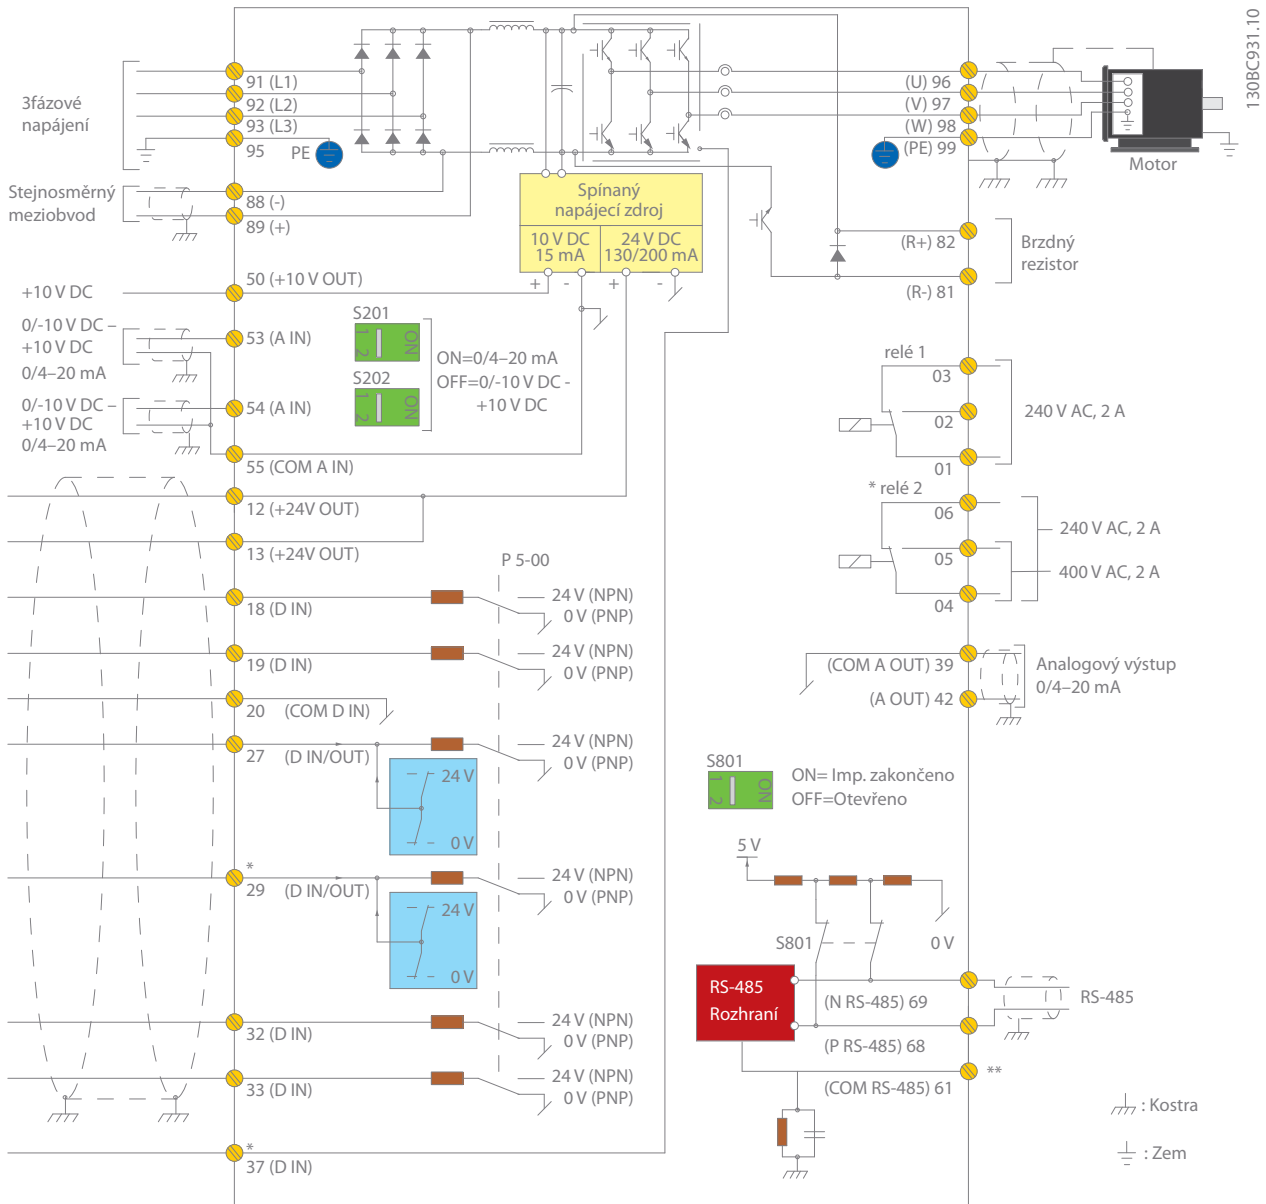 130BC931.10
3fázové
napájení
91 (L1)
92 (L2)
93 (L3)
95
PE
Stejnosměrný
meziobvod
88 (-)
89 (+)
Spínaný
napájecí zdroj
10 V DC
15 mA
24 V DC
130/200 mA
+
-
+
-
(U) 96
(V) 97
(W) 98
(PE) 99
Motor
(R+) 82
(R-) 81
Brzdný
rezistor
+10 V DC
50 (+10 V OUT)
0/-10 V DC –
+10 V DC
0/4–20 mA
53 (A IN)
0/-10 V DC –
+10 V DC
0/4–20 mA
54 (A IN)
55 (COM A IN)
S201
1
2
ON
S202
1
2
ON
ON=0/4–20 mA
OFF=0/-10 V DC -
+10 V DC
relé 1
03
02
01
240 V AC, 2 A
* relé 2
06
05
04
240 V AC, 2 A
400 V AC, 2 A
12 (+24V OUT)
13 (+24V OUT)
P 5-00
18 (D IN)
24 V (NPN)
0 V (PNP)
19 (D IN)
24 V (NPN)
0 V (PNP)
20 (COM D IN)
27 (D IN/OUT)
24 V (NPN)
0 V (PNP)
24 V
0 V
*
29 (D IN/OUT)
24 V (NPN)
0 V (PNP)
24 V
0 V
32 (D IN)
24 V (NPN)
0 V (PNP)
33 (D IN)
24 V (NPN)
0 V (PNP)
*
37 (D IN)
(COM A OUT) 39
(A OUT) 42
Analogový výstup
0/4–20 mA
S801
1
2
ON
ON= Imp. zakončeno
OFF=Otevřeno
5 V
S801
0 V
RS-485
Rozhraní
(N RS-485) 69
(P RS-485) 68
(COM RS-485) 61
RS-485
**
: Kostra
: Zem